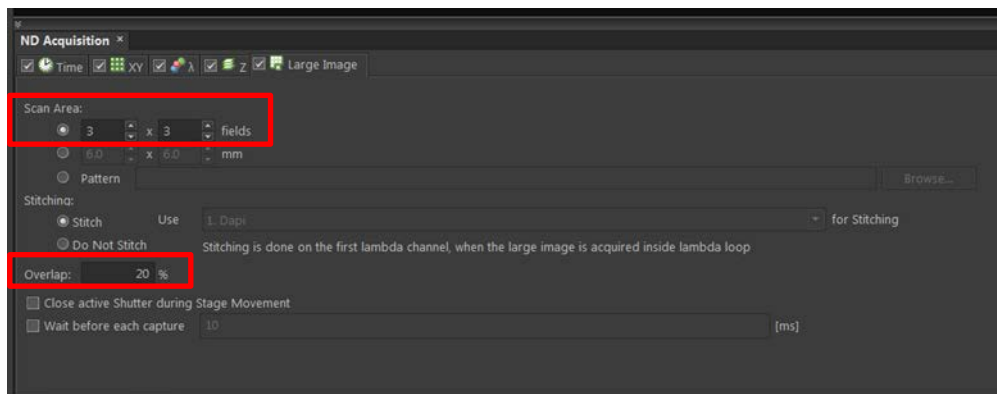 ND Acquisition ×
Time XY λ Z Large Image
Scan Area:
3 x 3 fields
6.0 x 6.0 mm
Pattern Browse...
Stitching:
Stitch Use 1. Dapi for Stitching
Do Not Stitch Stitching is done on the first lambda channel, when the large image is acquired inside lambda loop
Overlap: 20 %
Close active Shutter during Stage Movement
Wait before each capture 10 [ms]